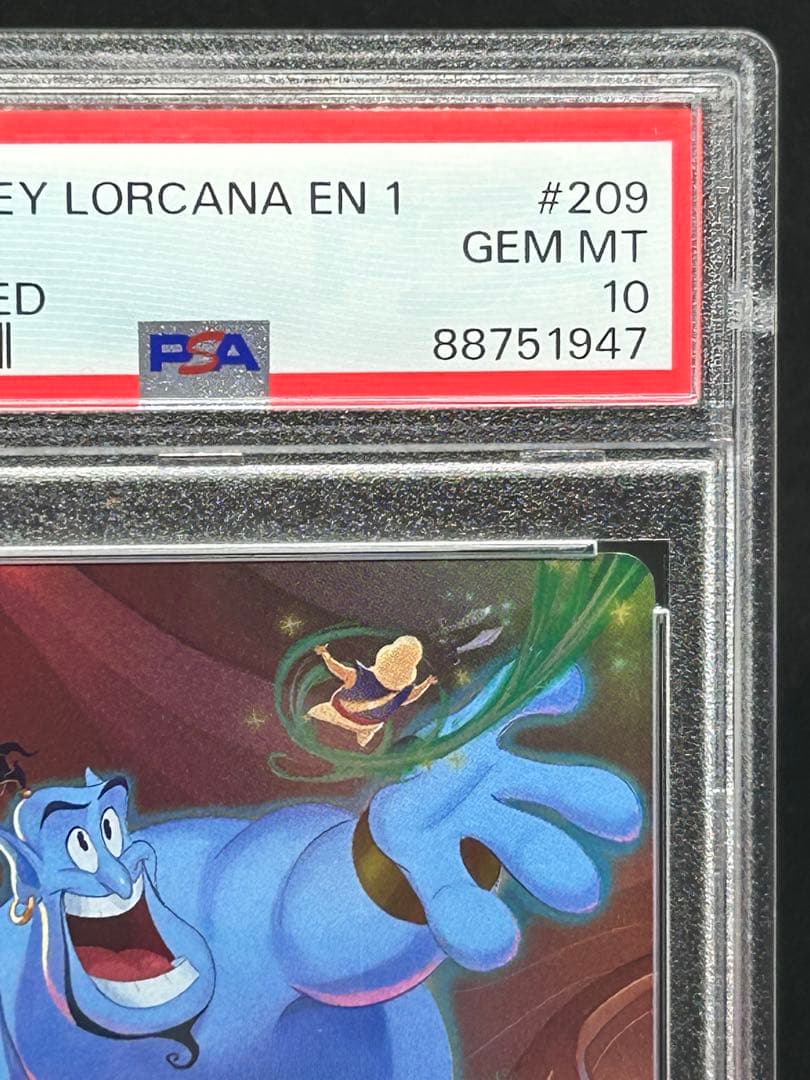 EY LORCANA EN 1 #209
GEM MT
ED 10
PSA 88751947